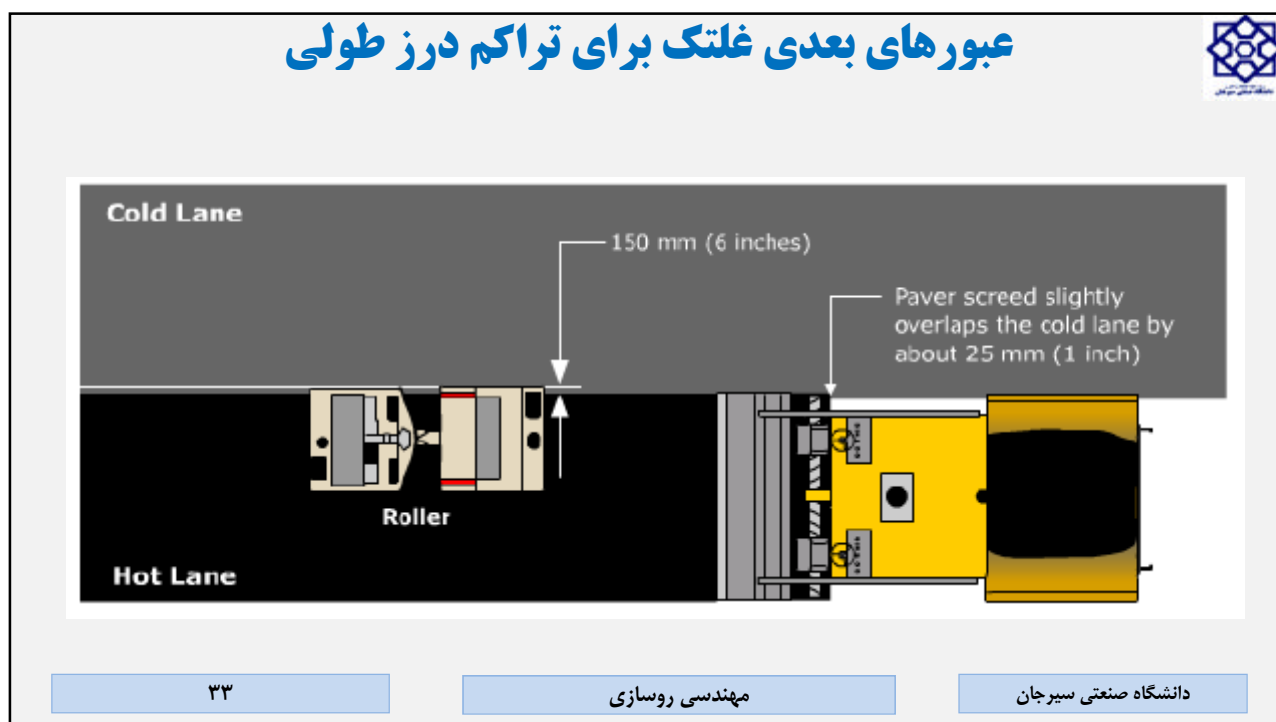 عبورهای بعدی غلتک برای تراکم درز طولی
Cold Lane
150 mm (6 inches)
Paver screed slightly
overlaps the cold lane by
about 25 mm (1 inch)
Roller
Hot Lane
دانشگاه صنعتی سیرجان
مهندسی روسازی
۳۳